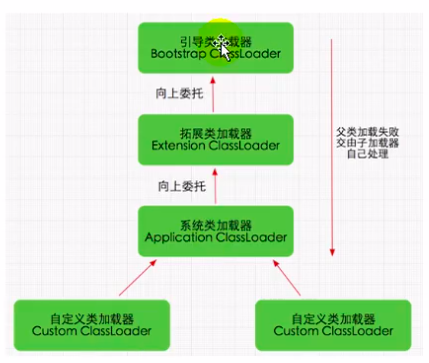 引导类加载器
Bootstrap ClassLoader
向上委托
拓展类加载器
Extension ClassLoader
父类加载失败
交由子加载器
自己处理
向上委托
系统类加载器
Application ClassLoader
自定义类加载器
Custom ClassLoader
自定义类加载器
Custom ClassLoader